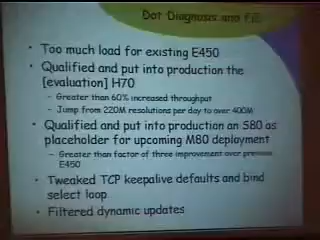 Dot Diagnosis and
• Too much load for existing E450
• Qualified and put into production the
[evaluation] H70
– Greater than 60% increased throughput
– Jump from 220M resolutions per day to over 400M
• Qualified and put into production an S80 as
placeholder for upcoming M80 deployment
– Greater than factor of three improvement over previous
E450
• Tweaked TCP keepalive defaults and bind
select loop
• Filtered dynamic updates